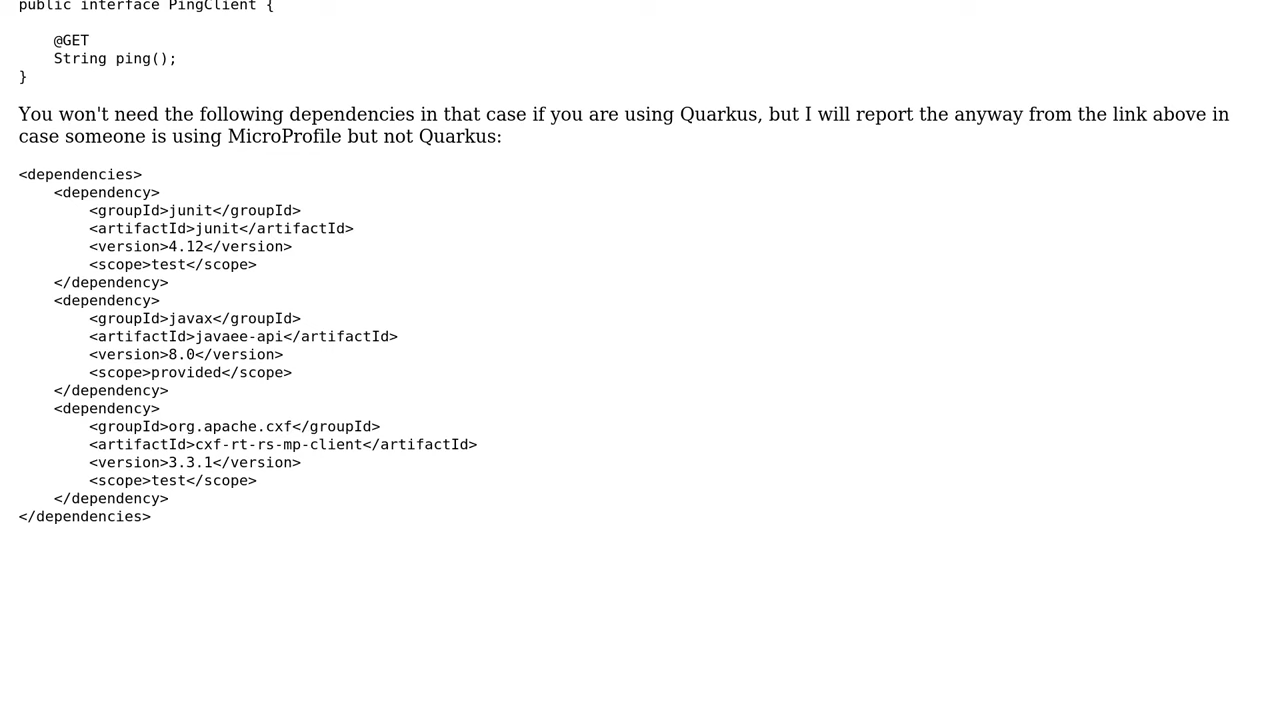 public interface PingClient {
    @GET
    String ping();
}
You won't need the following dependencies in that case if you are using Quarkus, but I will report the anyway from the link above in
case someone is using MicroProfile but not Quarkus:
<dependencies>
    <dependency>
        <groupId>junit</groupId>
        <artifactId>junit</artifactId>
        <version>4.12</version>
        <scope>test</scope>
    </dependency>
    <dependency>
        <groupId>javax</groupId>
        <artifactId>javaee-api</artifactId>
        <version>8.0</version>
        <scope>provided</scope>
    </dependency>
    <dependency>
        <groupId>org.apache.cxf</groupId>
        <artifactId>cxf-rt-rs-mp-client</artifactId>
        <version>3.3.1</version>
        <scope>test</scope>
    </dependency>
</dependencies>